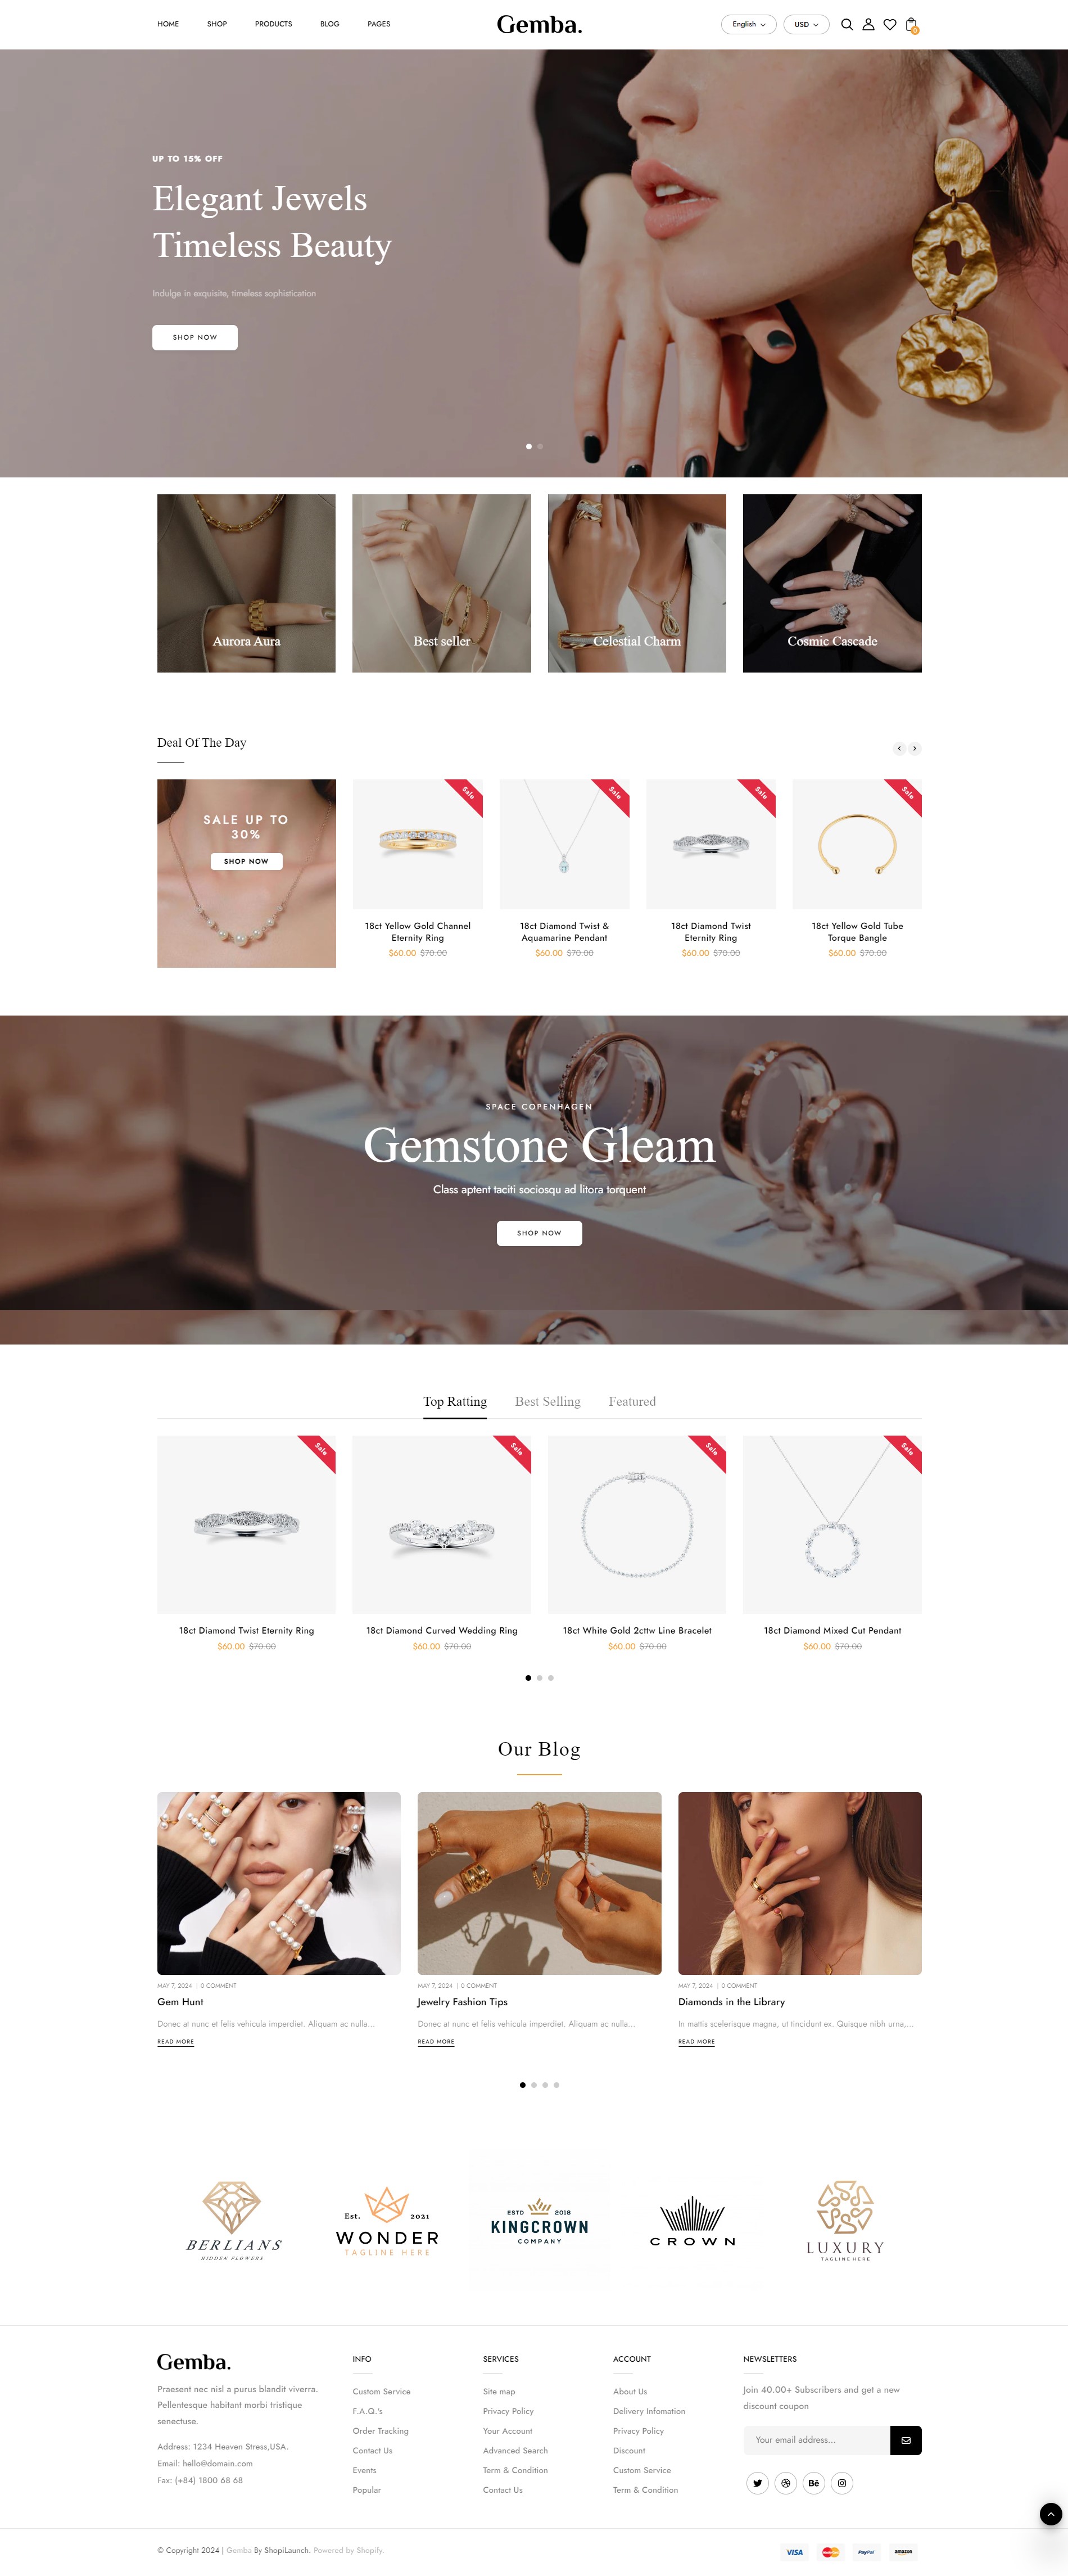 HOME SHOP PRODUCTS BLOG PAGES
Gemba.
English USD
0
UP TO 15% OFF
Elegant Jewels
Timeless Beauty
Indulge in exquisite, timeless sophistication
SHOP NOW
Aurora Aura
Best seller
Celestial Charm
Cosmic Cascade
Deal Of The Day
SALE UP TO
30%
SHOP NOW
Sale
18ct Yellow Gold Channel
Eternity Ring
$60.00 $70.00
Sale
18ct Diamond Twist &
Aquamarine Pendant
$60.00 $70.00
Sale
18ct Diamond Twist
Eternity Ring
$60.00 $70.00
Sale
18ct Yellow Gold Tube
Torque Bangle
$60.00 $70.00
SPACE COPENHAGEN
Gemstone Gleam
Class aptent taciti sociosqu ad litora torquent
SHOP NOW
Top Ratting Best Selling Featured
Sale
18ct Diamond Twist Eternity Ring
$60.00 $70.00
Sale
18ct Diamond Curved Wedding Ring
$60.00 $70.00
Sale
18ct White Gold 2cttw Line Bracelet
$60.00 $70.00
Sale
18ct Diamond Mixed Cut Pendant
$60.00 $70.00
Our Blog
MAY 7, 2024 | 0 COMMENT
Gem Hunt
Donec at nunc et felis vehicula imperdiet. Aliquam ac nulla...
READ MORE
MAY 7, 2024 | 0 COMMENT
Jewelry Fashion Tips
Donec at nunc et felis vehicula imperdiet. Aliquam ac nulla...
READ MORE
MAY 7, 2024 | 0 COMMENT
Diamonds in the Library
In mattis scelerisque magna, ut tincidunt ex. Quisque nibh urna,...
READ MORE
BERLIANS
HIDDEN FLOWERS
Est. 2021
WONDER
TAGLINE HERE
ESTD 2018
KINGCROWN
COMPANY
CROWN
LUXURY
TAGLINE HERE
Gemba.
Praesent nec nisl a purus blandit viverra.
Pellentesque habitant morbi tristique
senectuse.
Address: 1234 Heaven Stress,USA.
Email: hello@domain.com
Fax: (+84) 1800 68 68
INFO
Custom Service
F.A.Q.'s
Order Tracking
Contact Us
Events
Popular
SERVICES
Site map
Privacy Policy
Your Account
Advanced Search
Term & Condition
Contact Us
ACCOUNT
About Us
Delivery Infomation
Privacy Policy
Discount
Custom Service
Term & Condition
NEWSLETTERS
Join 40.00+ Subscribers and get a new
discount coupon
Your email address...
Bē
© Copyright 2024 | Gemba By ShopiLaunch. Powered by Shopify.
VISA MasterCard PayPal amazon